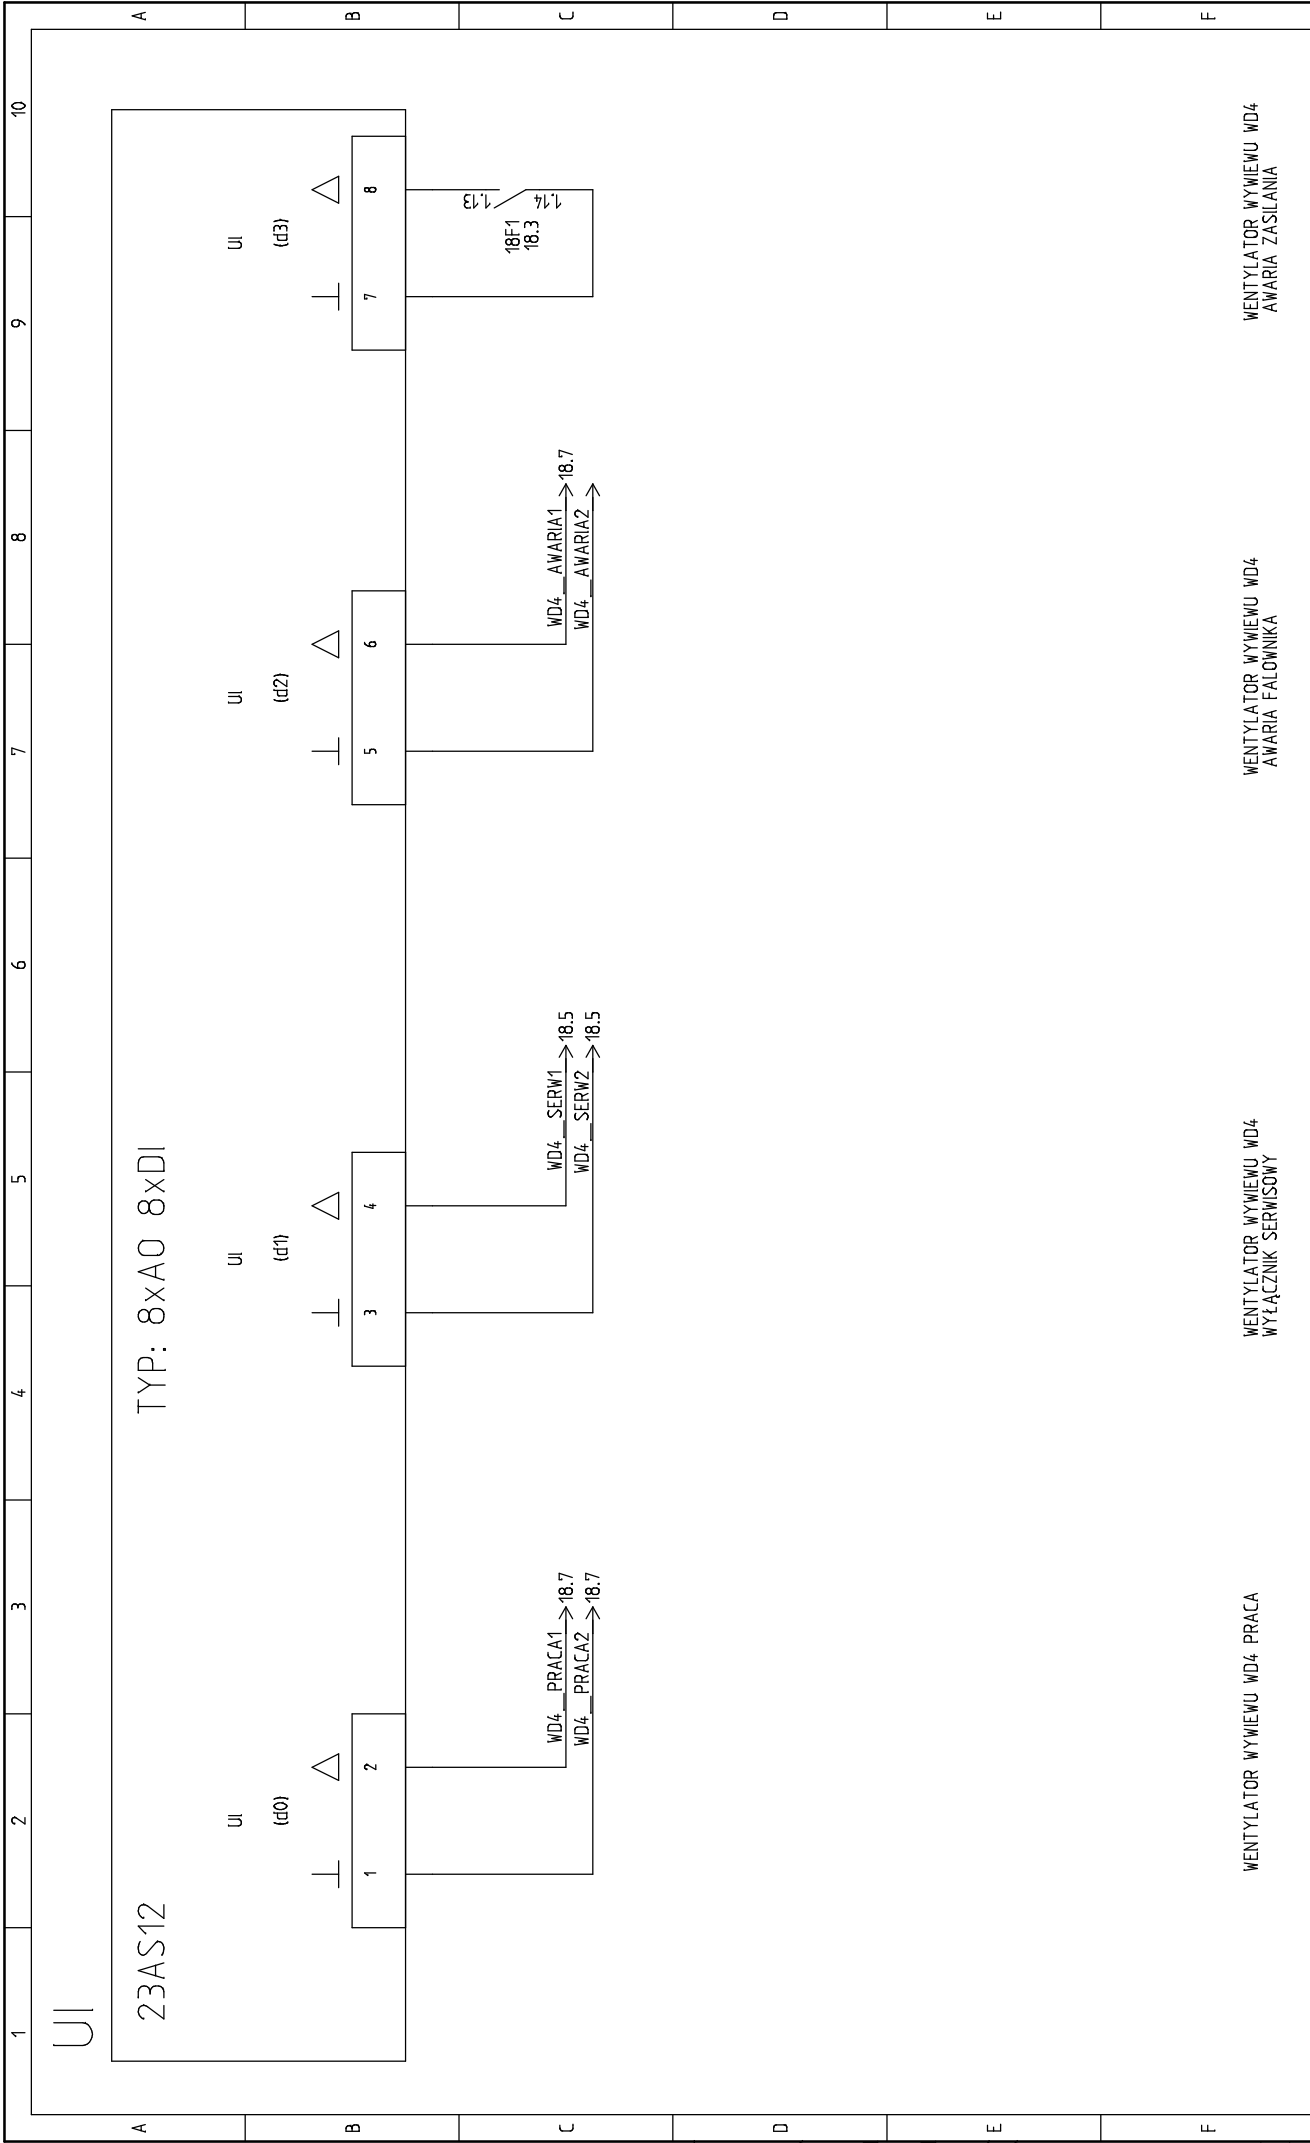 1 2 3 4 5 6 7 8 9 10
A
B
C
D
E
F
A
B
C
D
E
F
UI
23AS12
TYP: 8xAO 8xDI
UI
(d0)
1 2
WD4_PRACA1 18.7
WD4_PRACA2 18.7
WENTYLATOR WYWIEWU WD4 PRACA
UI
(d1)
3 4
WD4_SERW1 18.5
WD4_SERW2 18.5
WENTYLATOR WYWIEWU WD4
WYŁĄCZNIK SERWISOWY
UI
(d2)
5 6
WD4_AWARIA1 18.7
WD4_AWARIA2
WENTYLATOR WYWIEWU WD4
AWARIA FALOWNIKA
UI
(d3)
7 8
1.13
18F1
18.3
1.14
WENTYLATOR WYWIEWU WD4
AWARIA ZASILANIA